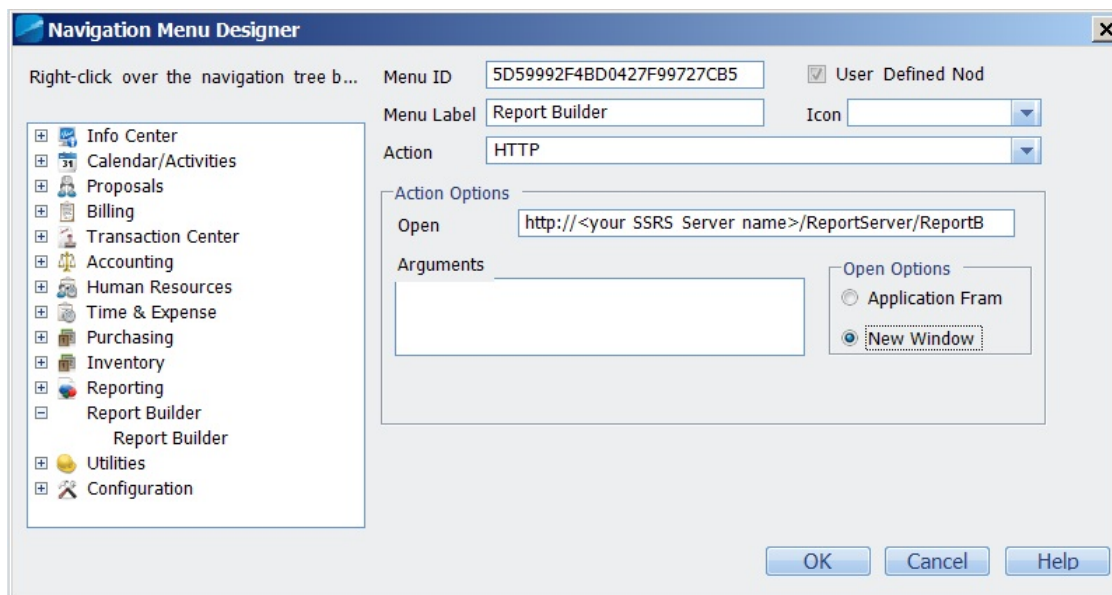 Navigation Menu Designer
Right-click over the navigation tree b...
Menu ID 5D59992F4BD0427F99727CB5 User Defined Nod
Menu Label Report Builder Icon
Action HTTP
Info Center
31 Calendar/Activities
Proposals
Billing
Transaction Center
Accounting
Human Resources
Time & Expense
Purchasing
Inventory
Reporting
Report Builder
Report Builder
Utilities
Configuration
Action Options
Open http://<your SSRS Server name>/ReportServer/ReportB
Arguments
Open Options
Application Fram
New Window
OK Cancel Help